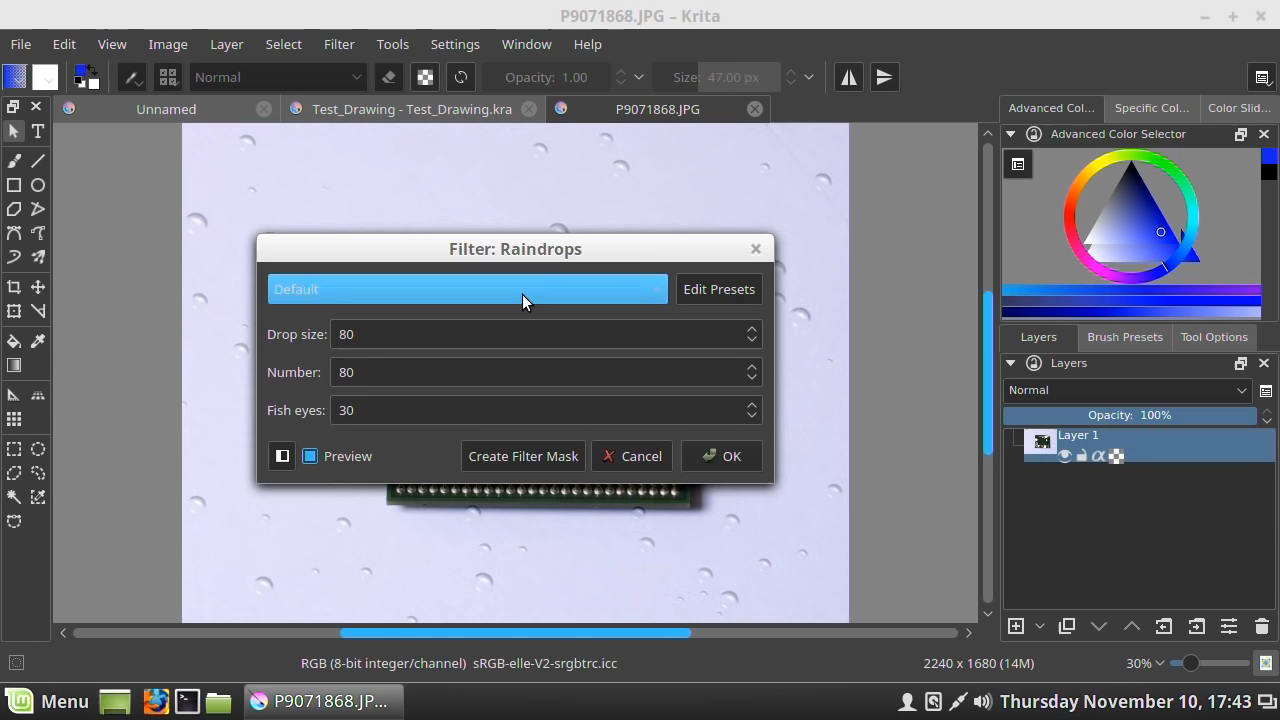 P9071868.JPG – Krita
File Edit View Image Layer Select Filter Tools Settings Window Help
Normal Opacity: 1.00 Size: 47.00 px
Unnamed Test_Drawing - Test_Drawing.kra P9071868.JPG
Advanced Col... Specific Col... Color Slid...
Advanced Color Selector
Filter: Raindrops
Default Edit Presets
Drop size: 80
Number: 80
Fish eyes: 30
Preview Create Filter Mask Cancel OK
Layers Brush Presets Tool Options
Layers
Normal
Opacity: 100%
Layer 1
RGB (8-bit integer/channel) sRGB-elle-V2-srgbtrc.icc 2240 x 1680 (14M) 30%
Menu P9071868.JP... Thursday November 10, 17:43